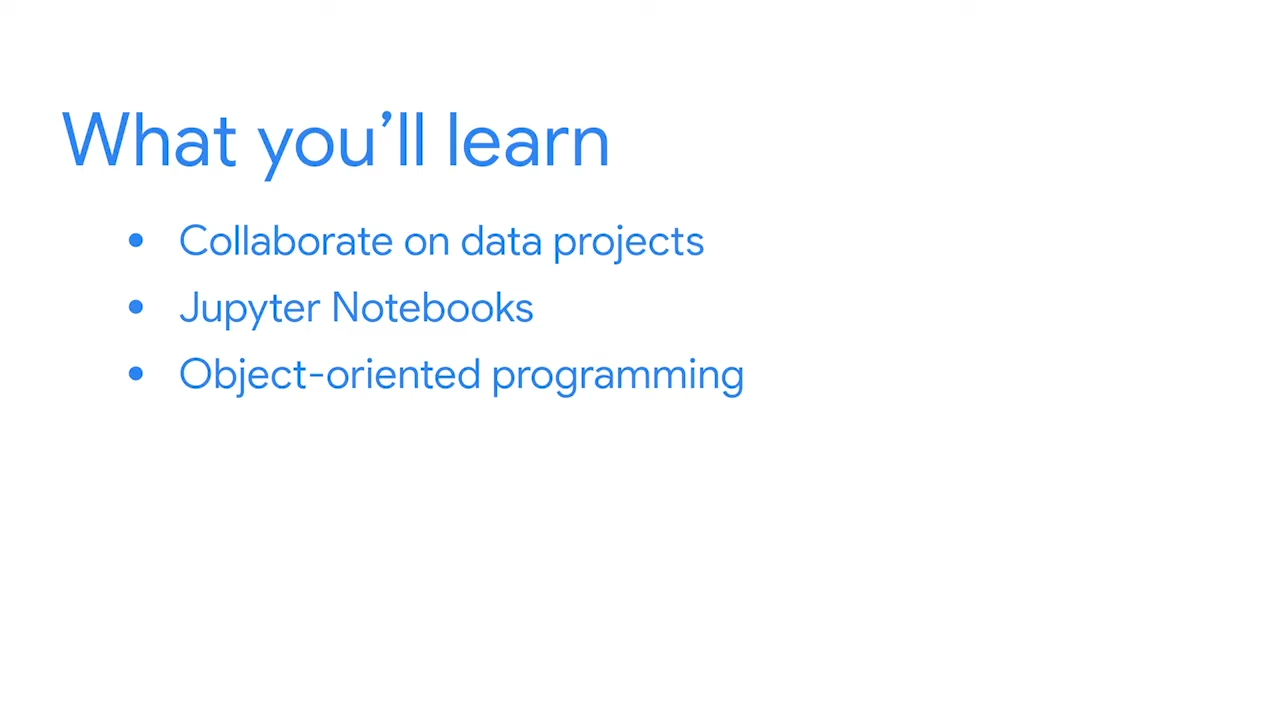 What you’ll learn
• Collaborate on data projects
• Jupyter Notebooks
• Object-oriented programming